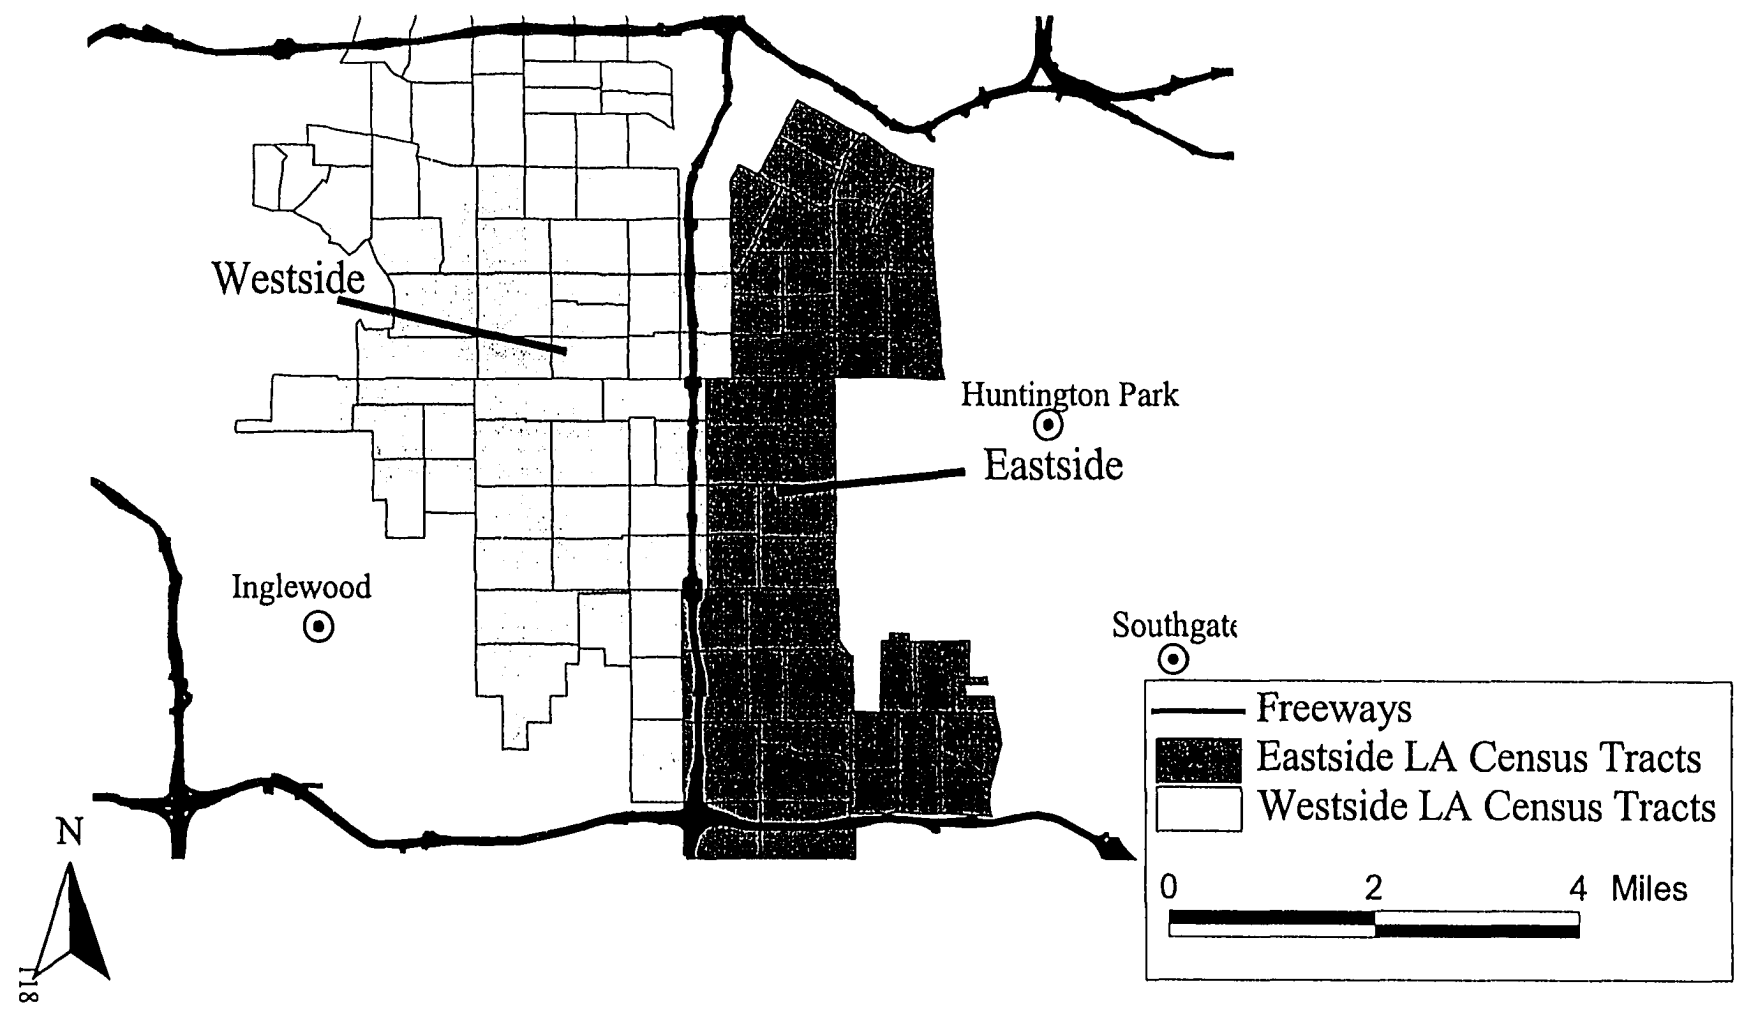 Westside
Huntington Park
Eastside
Inglewood
Southgate
Freeways
Eastside LA Census Tracts
Westside LA Census Tracts
N
0 2 4 Miles
118